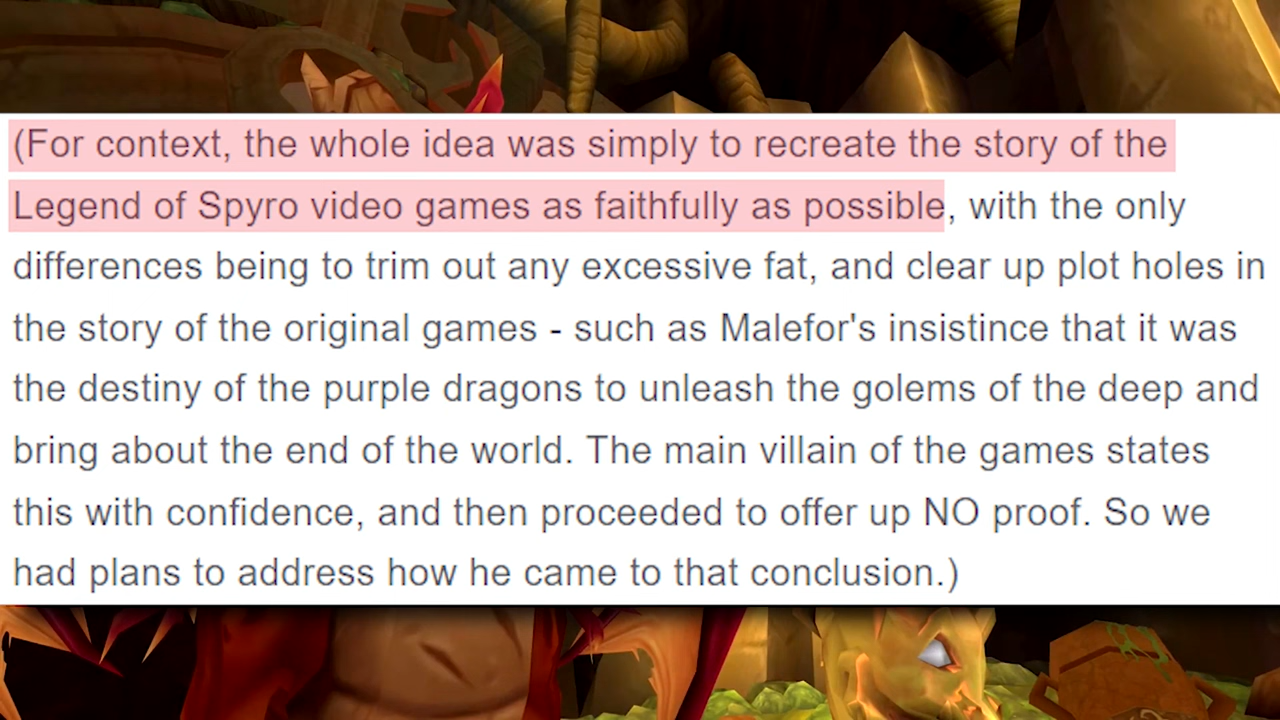 (For context, the whole idea was simply to recreate the story of the
Legend of Spyro video games as faithfully as possible, with the only
differences being to trim out any excessive fat, and clear up plot holes in
the story of the original games - such as Malefor's insistince that it was
the destiny of the purple dragons to unleash the golems of the deep and
bring about the end of the world. The main villain of the games states
this with confidence, and then proceeded to offer up NO proof. So we
had plans to address how he came to that conclusion.)